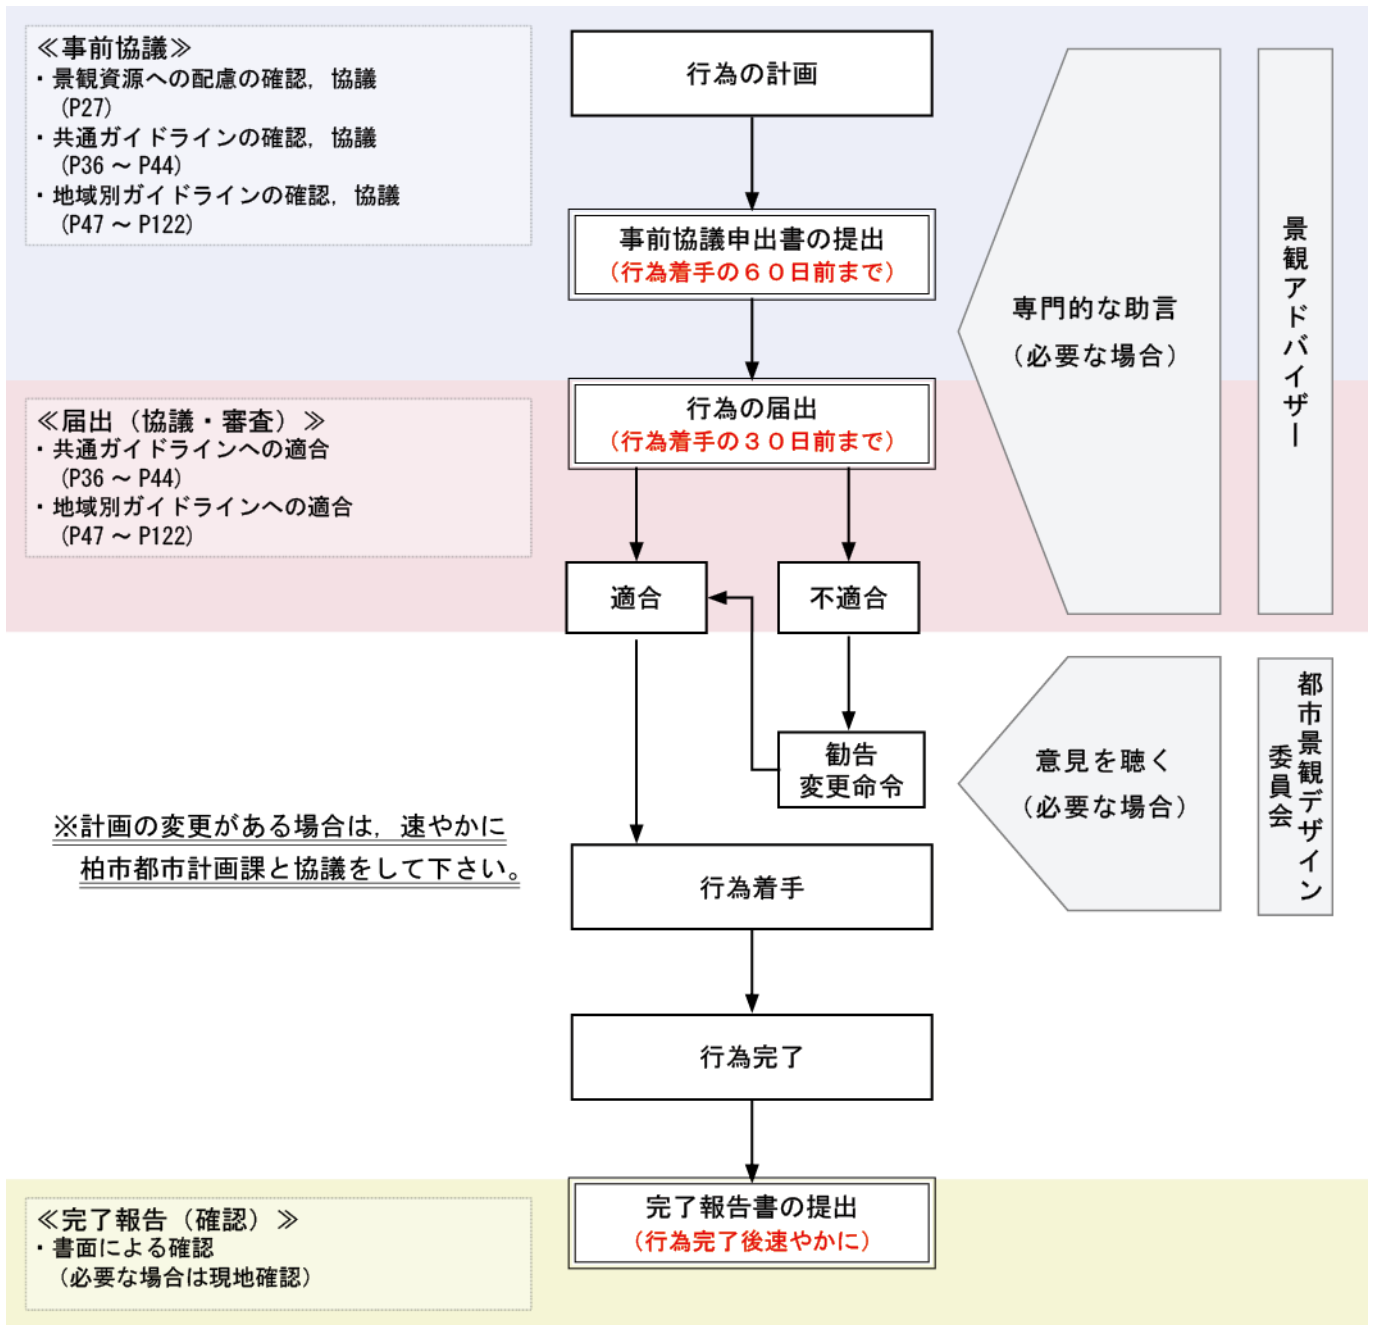 ≪事前協議≫
・景観資源への配慮の確認，協議
（P27）
・共通ガイドラインの確認，協議
（P36 ～ P44）
・地域別ガイドラインの確認，協議
（P47 ～ P122）
行為の計画
事前協議申出書の提出
（行為着手の６０日前まで）
専門的な助言
（必要な場合）
景観アドバイザー
≪届出（協議・審査）≫
・共通ガイドラインへの適合
（P36 ～ P44）
・地域別ガイドラインへの適合
（P47 ～ P122）
行為の届出
（行為着手の３０日前まで）
適合
不適合
勧告
変更命令
意見を聴く
（必要な場合）
都市景観デザイン
委員会
※計画の変更がある場合は，速やかに
柏市都市計画課と協議をして下さい。
行為着手
行為完了
≪完了報告（確認）≫
・書面による確認
（必要な場合は現地確認）
完了報告書の提出
（行為完了後速やかに）